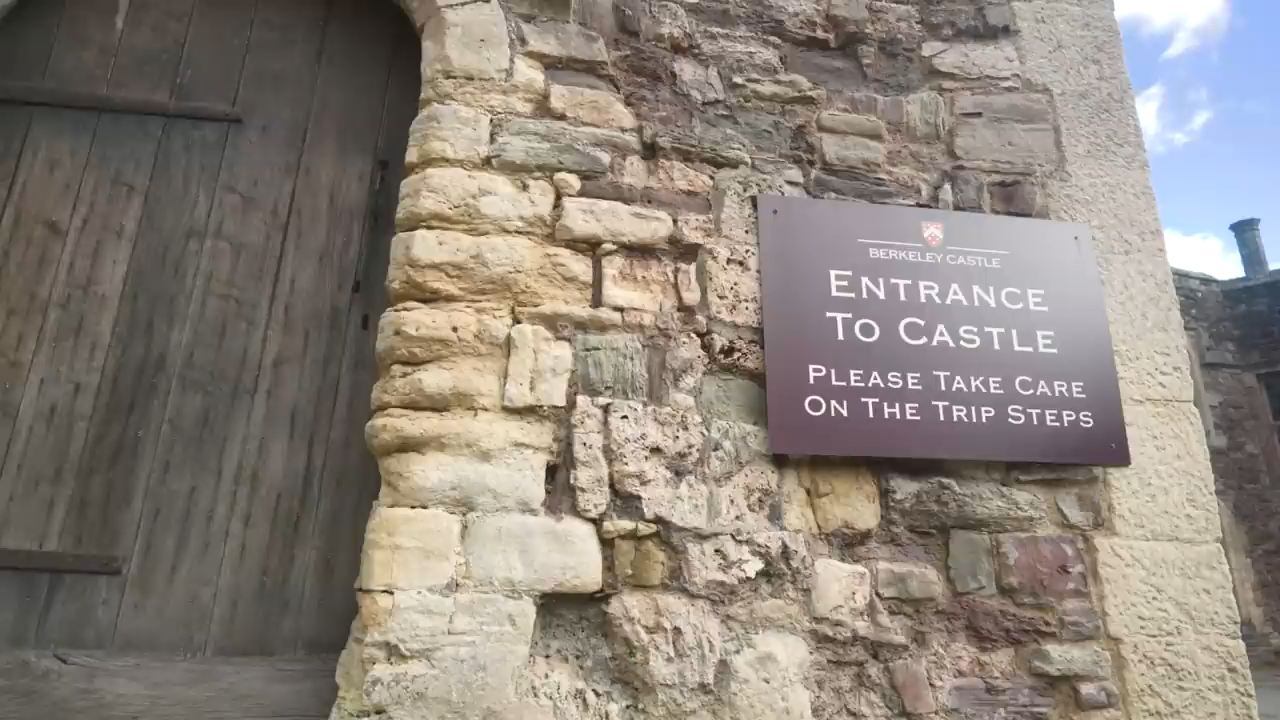 BERKELEY CASTLE
ENTRANCE
TO CASTLE
PLEASE TAKE CARE
ON THE TRIP STEPS